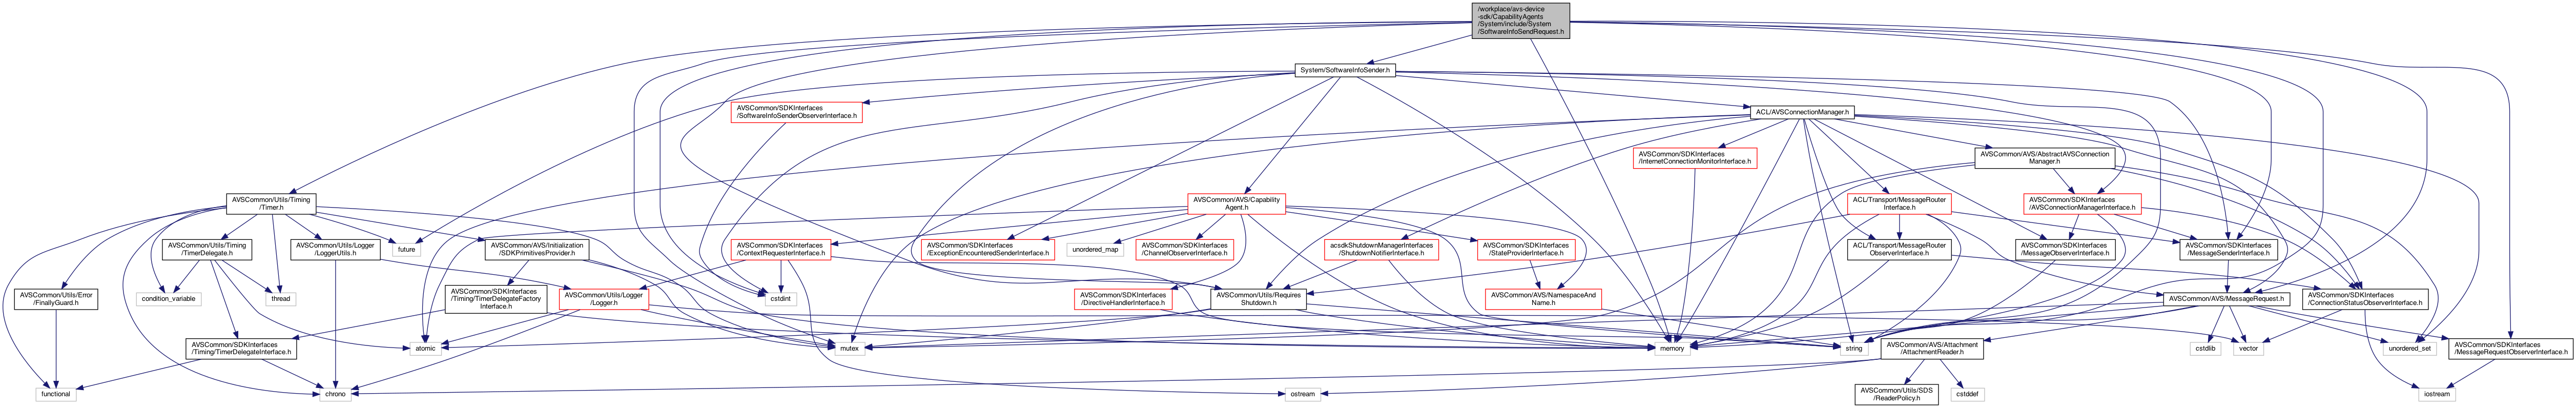 /workplace/avs-device
-sdk/CapabilityAgents
/System/include/System
/SoftwareInfoSendRequest.h
System/SoftwareInfoSender.h
AVSCommon/SDKInterfaces
/SoftwareInfoSenderObserverInterface.h
ACL/AVSConnectionManager.h
AVSCommon/SDKInterfaces
/InternetConnectionMonitorInterface.h
AVSCommon/AVS/AbstractAVSConnection
Manager.h
AVSCommon/Utils/Timing
/Timer.h
AVSCommon/AVS/Capability
Agent.h
ACL/Transport/MessageRouter
Interface.h
AVSCommon/SDKInterfaces
/AVSConnectionManagerInterface.h
AVSCommon/Utils/Timing
/TimerDelegate.h
AVSCommon/Utils/Logger
/LoggerUtils.h
future
AVSCommon/AVS/Initialization
/SDKPrimitivesProvider.h
AVSCommon/SDKInterfaces
/ContextRequesterInterface.h
AVSCommon/SDKInterfaces
/ExceptionEncounteredSenderInterface.h
unordered_map
AVSCommon/SDKInterfaces
/ChannelObserverInterface.h
acsdkShutdownManagerInterfaces
/ShutdownNotifierInterface.h
AVSCommon/SDKInterfaces
/StateProviderInterface.h
ACL/Transport/MessageRouter
ObserverInterface.h
AVSCommon/SDKInterfaces
/MessageObserverInterface.h
AVSCommon/SDKInterfaces
/MessageSenderInterface.h
AVSCommon/Utils/Error
/FinallyGuard.h
condition_variable
thread
AVSCommon/SDKInterfaces
/Timing/TimerDelegateFactory
Interface.h
AVSCommon/Utils/Logger
/Logger.h
cstdint
AVSCommon/SDKInterfaces
/DirectiveHandlerInterface.h
AVSCommon/Utils/Requires
Shutdown.h
AVSCommon/AVS/NamespaceAnd
Name.h
AVSCommon/AVS/MessageRequest.h
AVSCommon/SDKInterfaces
/ConnectionStatusObserverInterface.h
AVSCommon/SDKInterfaces
/Timing/TimerDelegateInterface.h
atomic
mutex
memory
string
AVSCommon/AVS/Attachment
/AttachmentReader.h
cstdlib
vector
unordered_set
AVSCommon/SDKInterfaces
/MessageRequestObserverInterface.h
functional
chrono
ostream
AVSCommon/Utils/SDS
/ReaderPolicy.h
cstddef
iostream